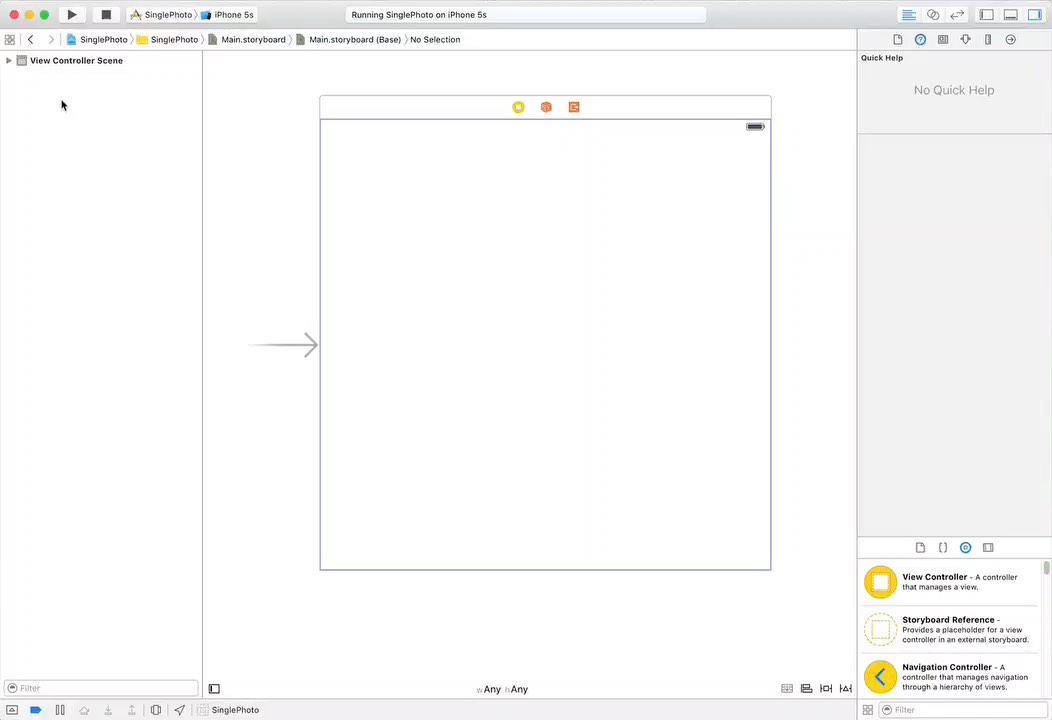 SinglePhoto iPhone 5s
Running SinglePhoto on iPhone 5s
SinglePhoto SinglePhoto Main.storyboard Main.storyboard (Base) No Selection
View Controller Scene
Quick Help
No Quick Help
View Controller - A controller
that manages a view.
Storyboard Reference -
Provides a placeholder for a view
controller in an external storyboard.
Navigation Controller - A
controller that manages navigation
through a hierarchy of views.
Filter
wAny hAny
SinglePhoto
Filter